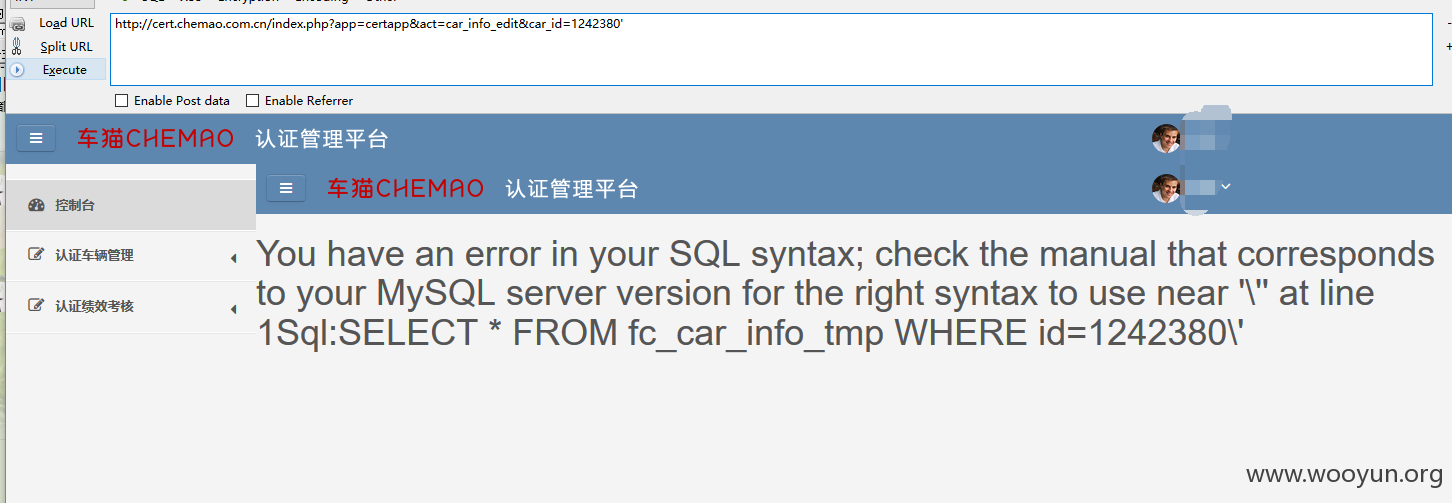 Load URL
http://cert.chemao.com.cn/index.php?app=certapp&act=car_info_edit&car_id=1242380'
Split URL
Execute
Enable Post data Enable Referrer
车猫CHEMAO 认证管理平台
车猫CHEMAO 认证管理平台
控制台
认证车辆管理
认证绩效考核
You have an error in your SQL syntax; check the manual that corresponds
to your MySQL server version for the right syntax to use near '\'' at line
1Sql:SELECT * FROM fc_car_info_tmp WHERE id=1242380\'
www.wooyun.org